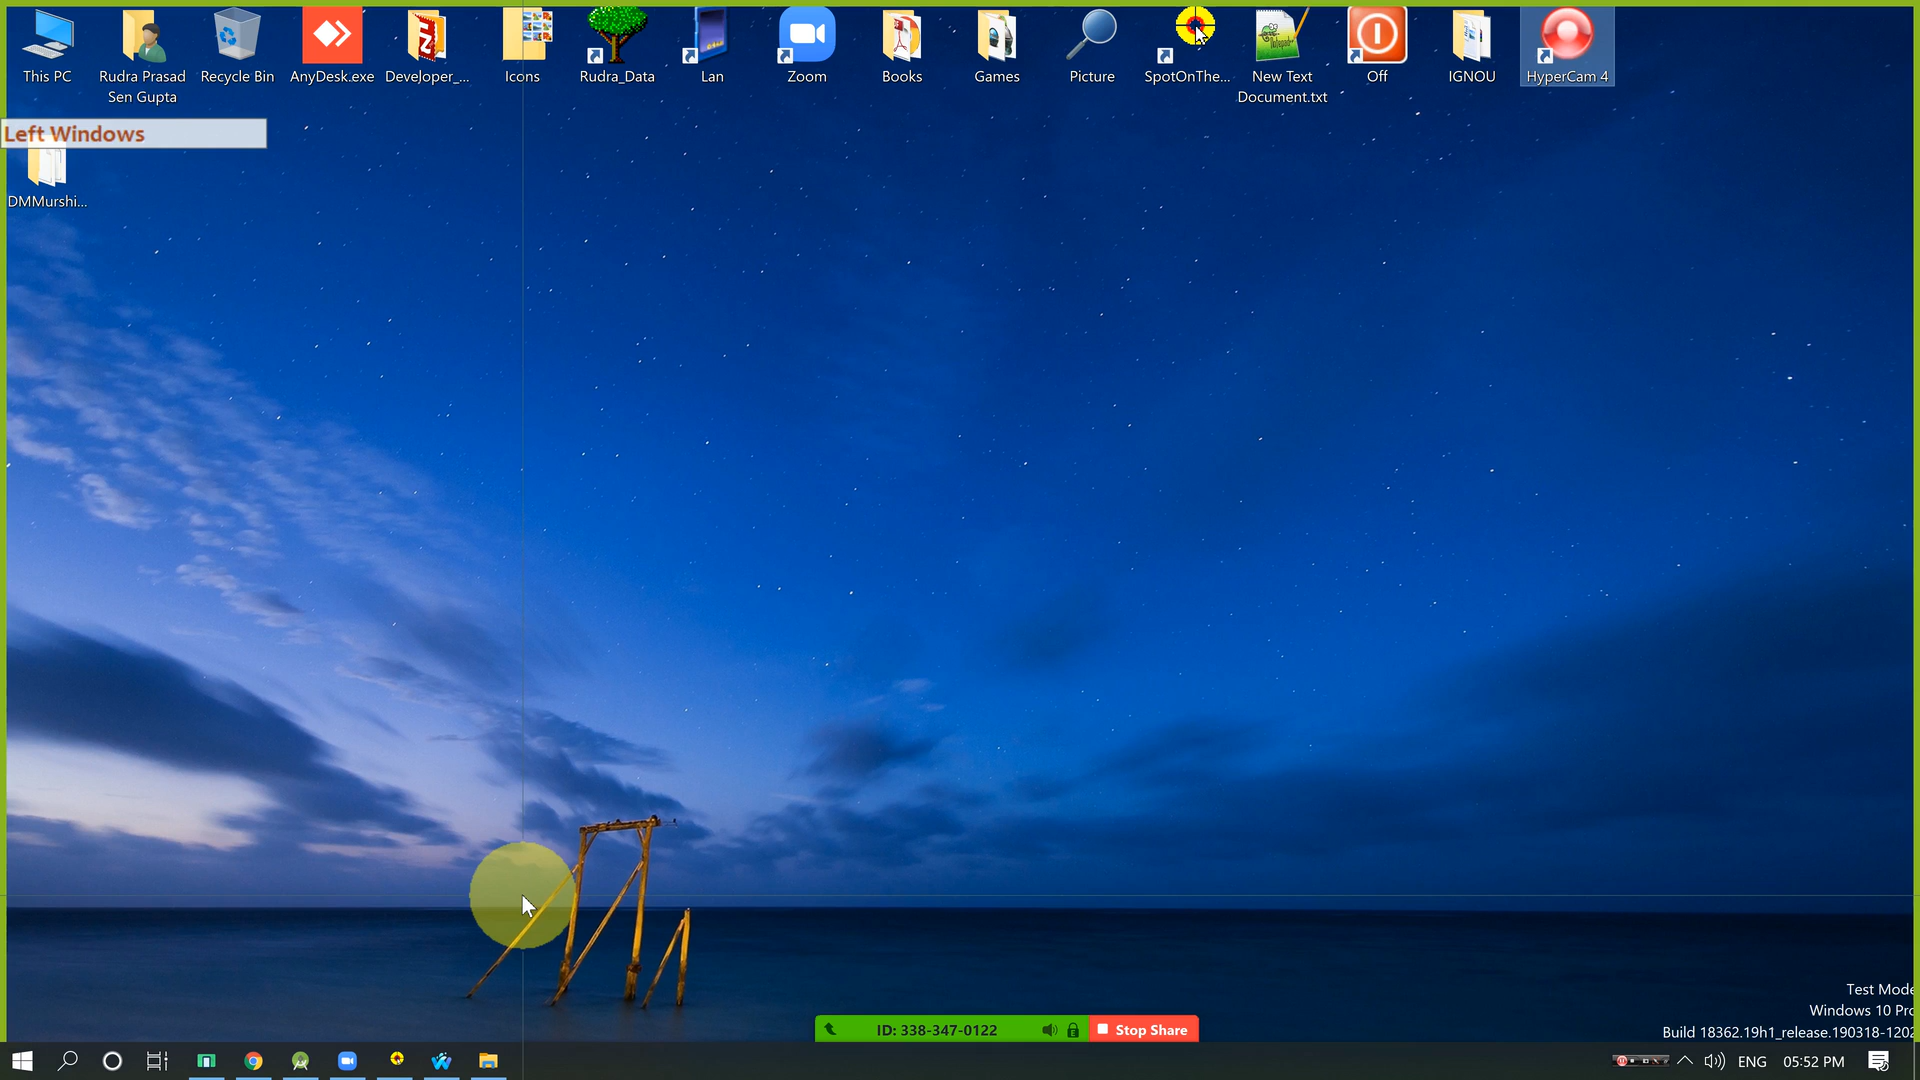 This PC
Rudra Prasad
Sen Gupta
Recycle Bin
AnyDesk.exe
Developer_...
Icons
Rudra_Data
Lan
Zoom
Books
Games
Picture
SpotOnThe...
New Text
Document.txt
Off
IGNOU
HyperCam 4
Left Windows
DMMurshi...
Test Mode
Windows 10 Pro
Build 18362.19h1_release.190318-1202
ID: 338-347-0122
Stop Share
ENG
05:52 PM